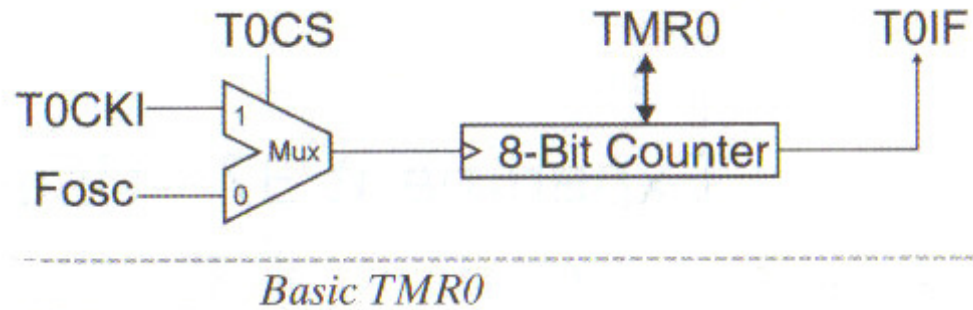 T0CS TMR0 T0IF
T0CKI 1
Mux 8-Bit Counter
Fosc 0
Basic TMR0